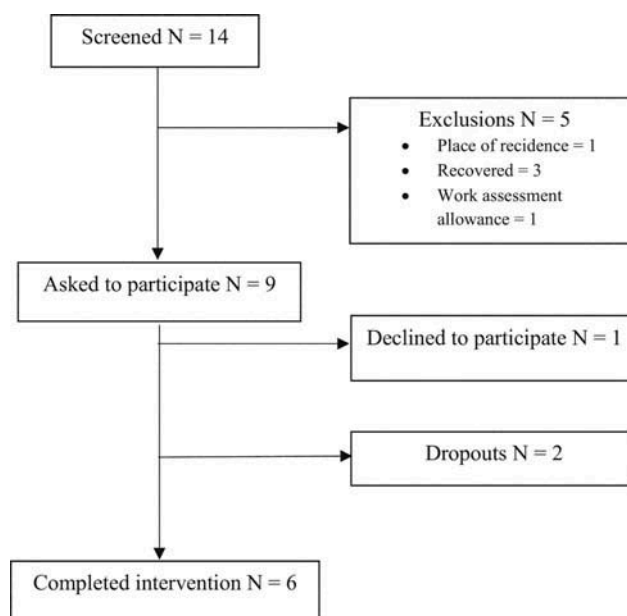 Screened N = 14
Exclusions N = 5
• Place of recidence = 1
• Recovered = 3
• Work assessment
allowance = 1
Asked to participate N = 9
Declined to participate N = 1
Dropouts N = 2
Completed intervention N = 6